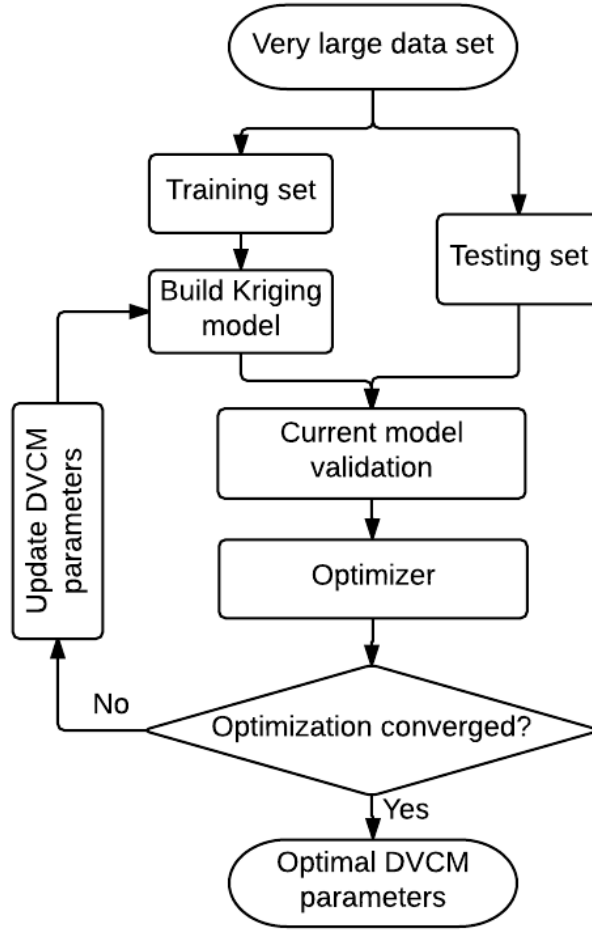 Very large data set
Training set
Testing set
Build Kriging
model
Current model
validation
Update DVCM
parameters
Optimizer
No
Optimization converged?
Yes
Optimal DVCM
parameters